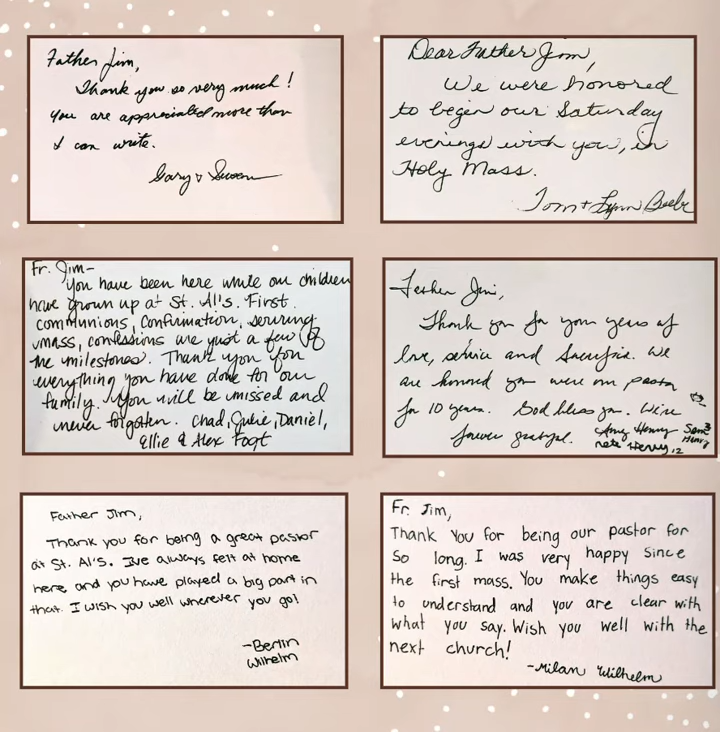 Father Jim,
Thank you so very much!
You are appreciated more than
I can write.
Gary & Susan
Dear Father Jim,
We were honored
to begin our Saturday
evenings with you, in
Holy Mass.
Tom + Lynn Beebe
Fr. Jim-
You have been here while our children
have grown up at St. Al's. First
communions, confirmation, serving
mass, confessions are just a few of
the milestones. Thank you for
everything you have done for our
family. You will be missed and
never forgotten. Chad, Julie, Daniel,
Ellie & Alex Fogt
Father Jim,
Thank you for your years of
love, service and sacrifice. We
are honored you were our pastor
for 10 years. God bless you. We're
forever grateful. Amy Henry
Nate Henry, 12
Henry
Father Jim,
Thank you for being a great pastor
at St. Al's. I've always felt at home
here and you have played a big part in
that. I wish you well wherever you go!
-Berlin
Wilhelm
Fr. Jim,
Thank You for being our pastor for
so long. I was very happy since
the first mass. You make things easy
to understand and you are clear with
what you say. Wish you well with the
next church!
-Milan Wilhelm